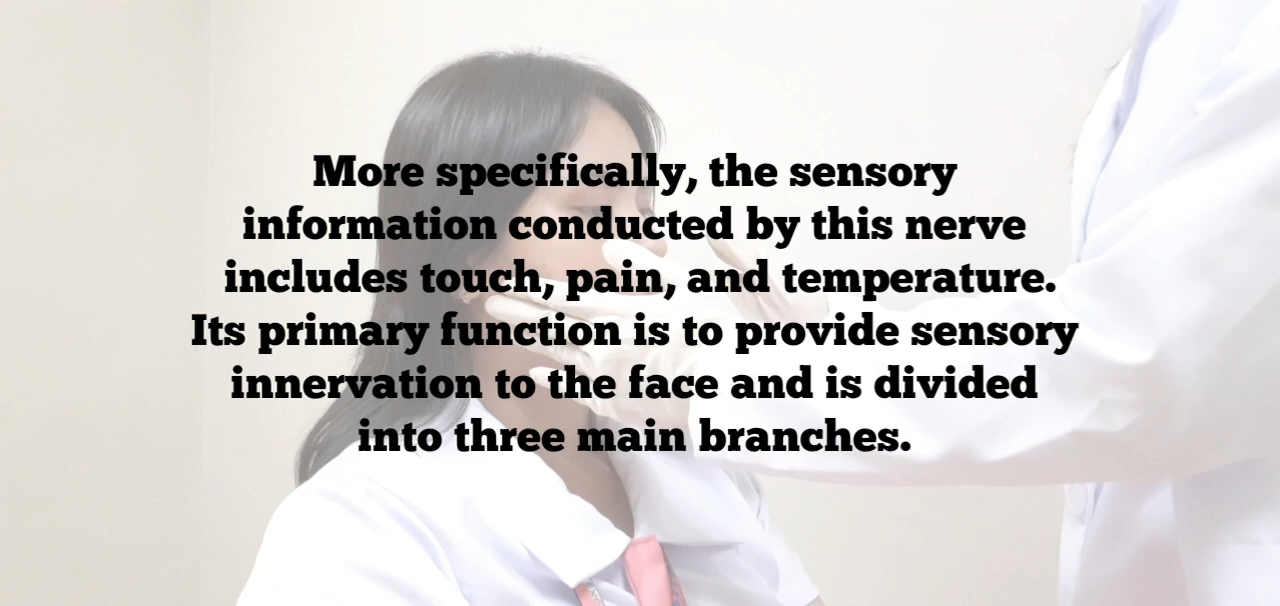 More specifically, the sensory
information conducted by this nerve
includes touch, pain, and temperature.
Its primary function is to provide sensory
innervation to the face and is divided
into three main branches.